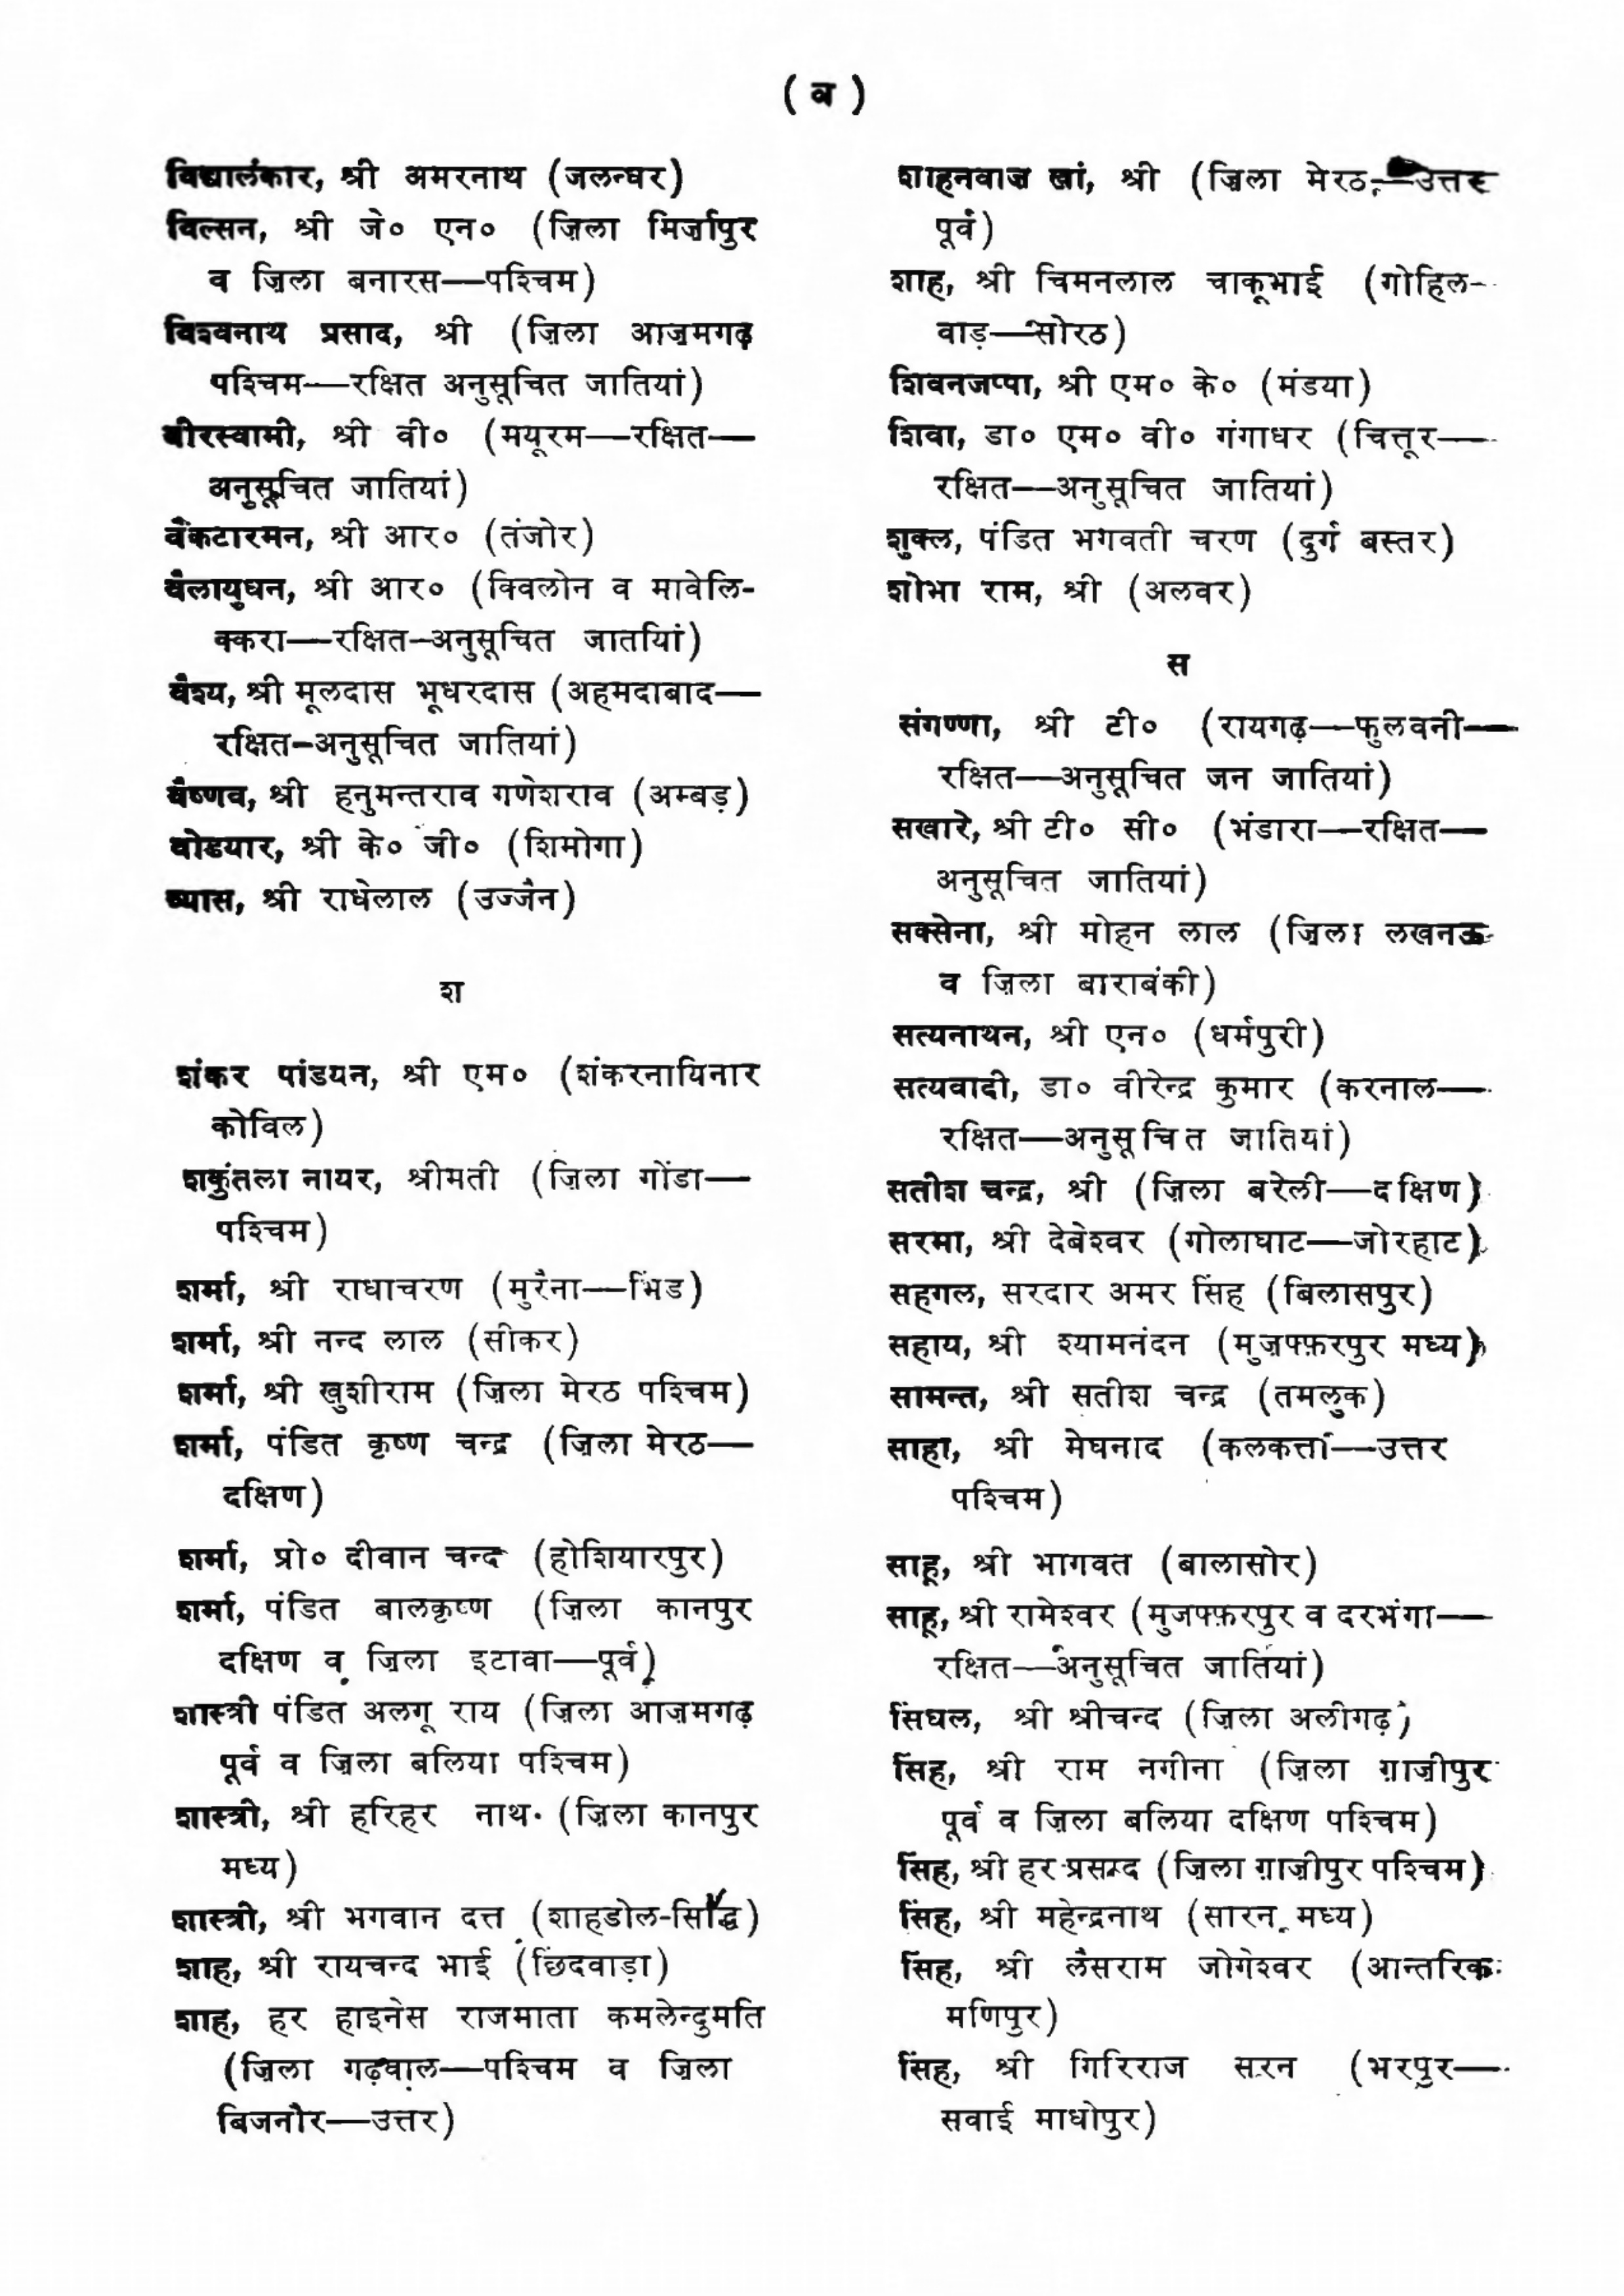 ( व )
विद्यालंकार, श्री अमरनाथ (जलन्धर)
विल्सन, श्री जे० एन० (ज़िला मिर्जापुर
व ज़िला बनारस—पश्चिम)
विश्वनाथ प्रसाद, श्री (ज़िला आज़मगढ़
पश्चिम—रक्षित अनुसूचित जातियां)
वीरस्वामी, श्री वी० (मयूरम—रक्षित—
अनुसूचित जातियां)
वेंकटारमन, श्री आर० (तंजोर)
वेलायुधन, श्री आर० (क्विलोन व मावेलि-
क्करा—रक्षित-अनुसूचित जातयिां)
वैश्य, श्री मूलदास भूधरदास (अहमदाबाद—
रक्षित-अनुसूचित जातियां)
वैष्णव, श्री हनुमन्तराव गणेशराव (अम्बड़)
वोडयार, श्री के० जी० (शिमोगा)
व्यास, श्री राधेलाल (उज्जैन)
श
शंकर पांडयन, श्री एम० (शंकरनायिनार
कोविल)
शकुंतला नायर, श्रीमती (ज़िला गोंडा—
पश्चिम)
शर्मा, श्री राधाचरण (मुरैना—भिंड)
शर्मा, श्री नन्द लाल (सीकर)
शर्मा, श्री खुशीराम (ज़िला मेरठ पश्चिम)
शर्मा, पंडित कृष्ण चन्द्र (ज़िला मेरठ—
दक्षिण)
शर्मा, प्रो० दीवान चन्द (होशियारपुर)
शर्मा, पंडित बालकृष्ण (ज़िला कानपुर
दक्षिण व ज़िला इटावा—पूर्व)
शास्त्री पंडित अलगू राय (ज़िला आज़मगढ़
पूर्व व ज़िला बलिया पश्चिम)
शास्त्री, श्री हरिहर नाथ (ज़िला कानपुर
मध्य)
शास्त्री, श्री भगवान दत्त (शाहडोल-सिद्धि)
शाह, श्री रायचन्द भाई (छिंदवाड़ा)
शाह, हर हाइनेस राजमाता कमलेन्दुमति
(ज़िला गढ़वाल—पश्चिम व ज़िला
बिजनौर—उत्तर)
शाहनवाज खां, श्री (ज़िला मेरठ—उत्तर
पूर्व)
शाह, श्री चिमनलाल चाकूभाई (गोहिल-
वाड़—सोरठ)
शिवनजप्पा, श्री एम० के० (मंडया)
शिवा, डा० एम० वी० गंगाधर (चित्तूर—
रक्षित—अनुसूचित जातियां)
शुक्ल, पंडित भगवती चरण (दुर्ग बस्तर)
शोभा राम, श्री (अलवर)
स
संगण्णा, श्री टी० (रायगढ़—फुलवनी—
रक्षित—अनुसूचित जन जातियां)
सखारे, श्री टी० सी० (भंडारा—रक्षित—
अनुसूचित जातियां)
सक्सेना, श्री मोहन लाल (ज़िला लखनऊ
व ज़िला बाराबंकी)
सत्यनाथन, श्री एन० (धर्मपुरी)
सत्यवादी, डा० वीरेन्द्र कुमार (करनाल—
रक्षित—अनुसूचित जातियां)
सतीश चन्द्र, श्री (ज़िला बरेली—दक्षिण)
सरमा, श्री देबेश्वर (गोलाघाट—जोरहाट)
सहगल, सरदार अमर सिंह (बिलासपुर)
सहाय, श्री श्यामनंदन (मुज़फ्फ़रपुर मध्य)
सामन्त, श्री सतीश चन्द्र (तमलुक)
साहा, श्री मेघनाद (कलकत्ता—उत्तर
पश्चिम)
साहू, श्री भागवत (बालासोर)
साहू, श्री रामेश्वर (मुजफ्फ़रपुर व दरभंगा—
रक्षित—अनुसूचित जातियां)
सिंघल, श्री श्रीचन्द (ज़िला अलीगढ़)
सिंह, श्री राम नगीना (ज़िला ग़ाज़ीपुर
पूर्व व ज़िला बलिया दक्षिण पश्चिम)
सिंह, श्री हर प्रसाद (ज़िला ग़ाज़ीपुर पश्चिम)
सिंह, श्री महेन्द्रनाथ (सारन मध्य)
सिंह, श्री लैसराम जोगेश्वर (आन्तरिक
मणिपुर)
सिंह, श्री गिरिराज सरन (भरपुर—
सवाई माधोपुर)